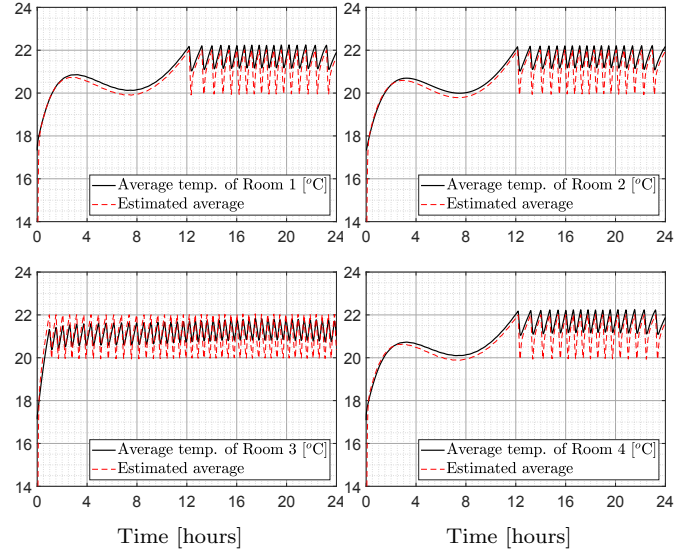 24
22
20
18
16
14
Average temp. of Room 1 [°C]
Estimated average
0 4 8 12 16 20 24
24
22
20
18
16
14
Average temp. of Room 2 [°C]
Estimated average
0 4 8 12 16 20 24
24
22
20
18
16
14
Average temp. of Room 3 [°C]
Estimated average
0 4 8 12 16 20 24
Time [hours]
24
22
20
18
16
14
Average temp. of Room 4 [°C]
Estimated average
0 4 8 12 16 20 24
Time [hours]